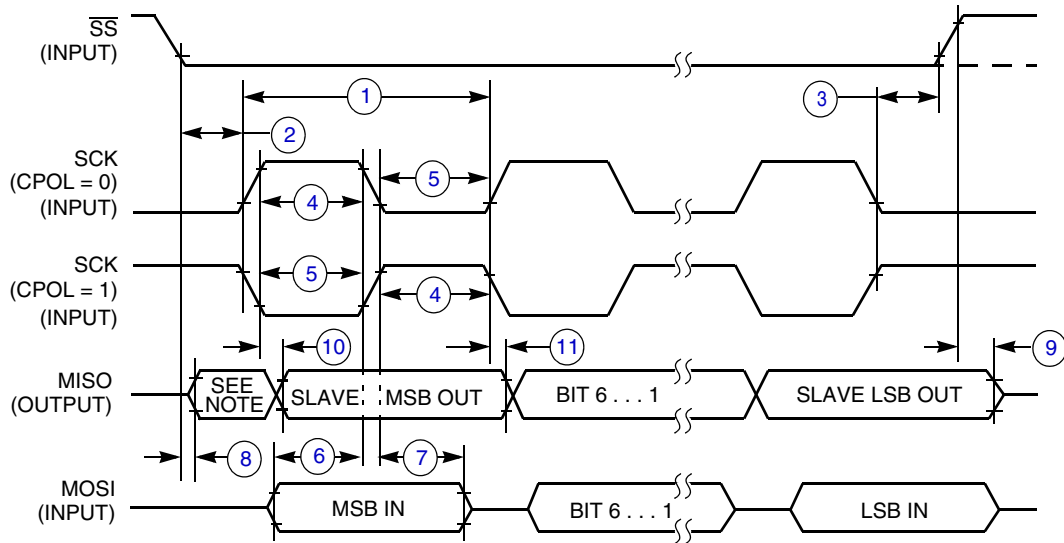 SS
(INPUT)
1
3
2
SCK
(CPOL = 0)
(INPUT)
4
5
SCK
(CPOL = 1)
(INPUT)
5
4
10
11
9
MISO
(OUTPUT)
SEE
NOTE
SLAVE
MSB OUT
BIT 6 . . . 1
SLAVE LSB OUT
8
6
7
MOSI
(INPUT)
MSB IN
BIT 6 . . . 1
LSB IN